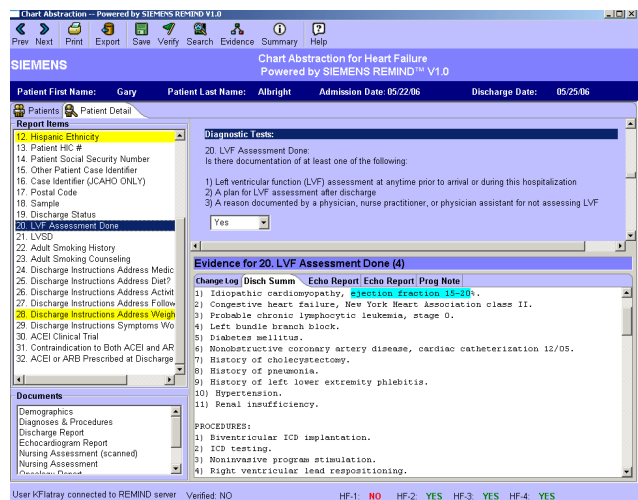 Chart Abstraction -- Powered by SIEMENS REMIND V1.0
Prev Next Print Export Save Verify Search Evidence Summary Help
SIEMENS
Chart Abstraction for Heart Failure
Powered by SIEMENS REMIND™ V1.0
Patient First Name: Gary Patient Last Name: Albright Admission Date: 05/22/06 Discharge Date: 05/25/06
Patients Patient Detail
Report Items
12. Hispanic Ethnicity
13. Patient HIC #
14. Patient Social Security Number
15. Other Patient Case Identifier
16. Case Identifier (JCAHO ONLY)
17. Postal Code
18. Sample
19. Discharge Status
20. LVF Assessment Done
21. LVSD
22. Adult Smoking History
23. Adult Smoking Counseling
24. Discharge Instructions Address Medic
25. Discharge Instructions Address Diet?
26. Discharge Instructions Address Activit
27. Discharge Instructions Address Follow
28. Discharge Instructions Address Weigh
29. Discharge Instructions Symptoms Wo
30. ACEI Clinical Trial
31. Contraindication to Both ACEI and AR
32. ACEI or ARB Prescribed at Discharge
Documents
Demographics
Diagnoses & Procedures
Discharge Report
Echocardiogram Report
Nursing Assessment (scanned)
Nursing Assessment
Oncology Report
Diagnostic Tests:
20. LVF Assessment Done:
Is there documentation of at least one of the following:
1) Left ventricular function (LVF) assessment at anytime prior to arrival or during this hospitalization
2) A plan for LVF assessment after discharge
3) A reason documented by a physician, nurse practitioner, or physician assistant for not assessing LVF
Yes
Evidence for 20. LVF Assessment Done (4)
Change Log Disch Summ Echo Report Echo Report Prog Note
1) Idiopathic cardiomyopathy, ejection fraction 15-20%.
2) Congestive heart failure, New York Heart Association class II.
3) Probable chronic lymphocytic leukemia, stage 0.
4) Left bundle branch block.
5) Diabetes mellitus.
6) Nonobstructive coronary artery disease, cardiac catheterization 12/05.
7) History of cholecystectomy.
8) History of pneumonia.
9) History of left lower extremity phlebitis.
10) Hypertension.
11) Renal insufficiency.
PROCEDURES:
1) Biventricular ICD implantation.
2) ICD testing.
3) Noninvasive program stimulation.
4) Right ventricular lead respositioning.
User KFlatray connected to REMIND server Verified: NO HF-1: NO HF-2: YES HF-3: YES HF-4: YES